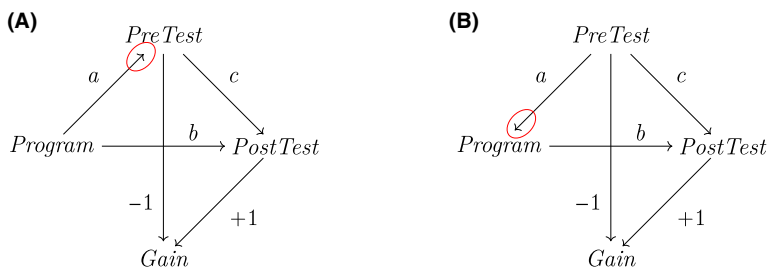 (A)
PreTest
a
c
Program
b
PostTest
−1
+1
Gain
(B)
PreTest
a
c
Program
b
PostTest
−1
+1
Gain